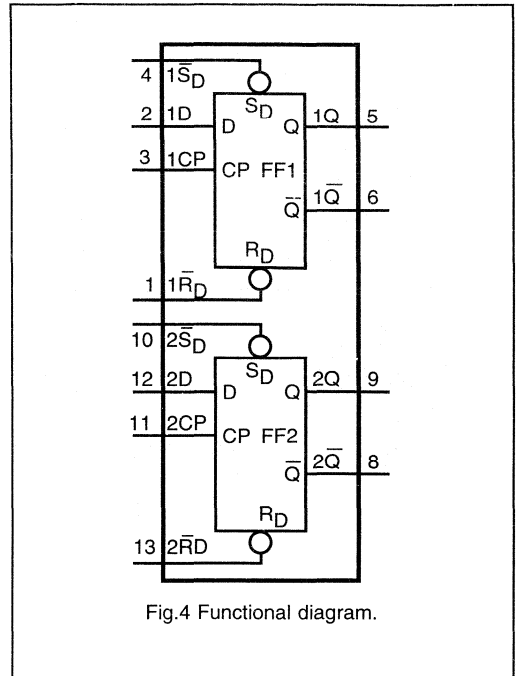 4 1S̅D
SD
2 1D D Q 1Q 5
3 1CP CP FF1
Q̅ 1Q̅ 6
RD
1 1R̅D
10 2S̅D
SD
12 2D D Q 2Q 9
11 2CP CP FF2
Q̅ 2Q̅ 8
RD
13 2R̅D
Fig.4 Functional diagram.